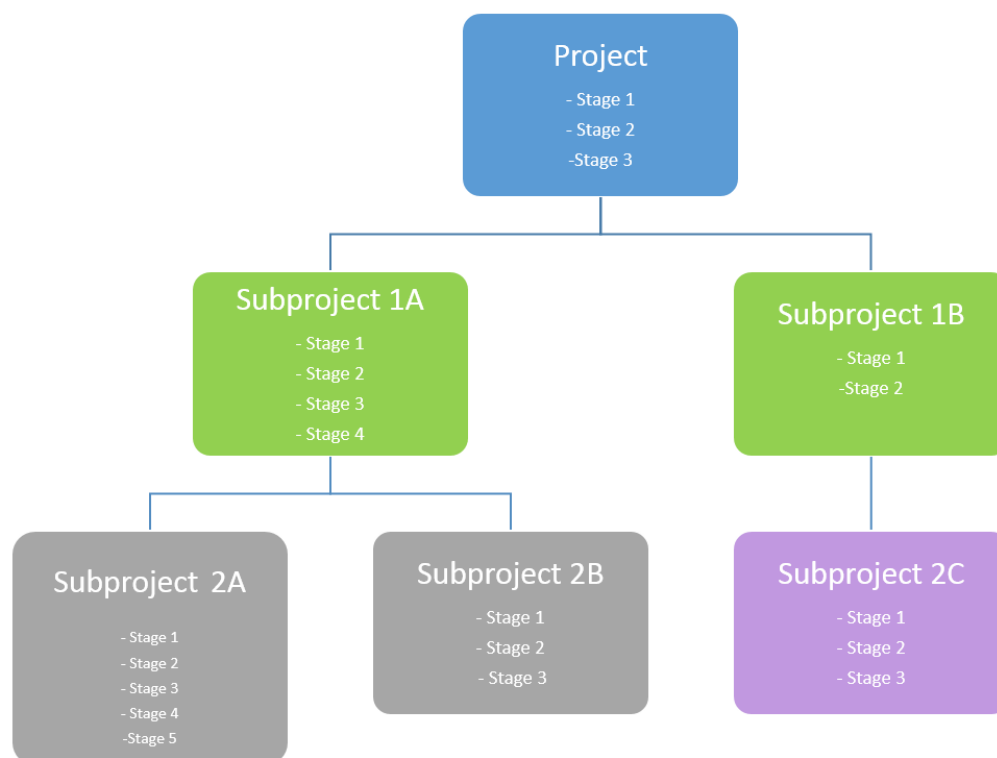 Project
- Stage 1
- Stage 2
-Stage 3
Subproject 1A
- Stage 1
- Stage 2
- Stage 3
- Stage 4
Subproject 1B
- Stage 1
-Stage 2
Subproject 2A
- Stage 1
- Stage 2
- Stage 3
- Stage 4
-Stage 5
Subproject 2B
- Stage 1
- Stage 2
- Stage 3
Subproject 2C
- Stage 1
- Stage 2
- Stage 3